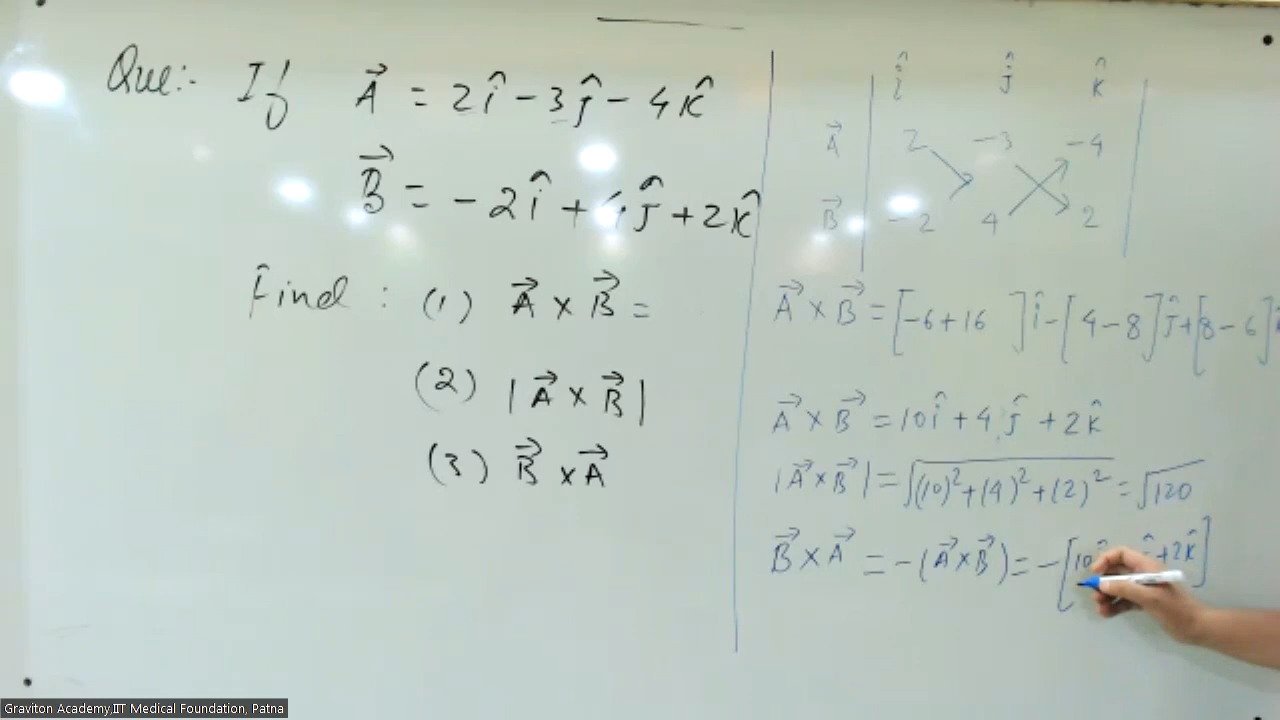 Que:- If A⃗ = 2î - 3ĵ - 4k̂
B⃗ = -2î + 4ĵ + 2k̂
Find : (1) A⃗ × B⃗ =
(2) |A⃗ × B⃗|
(3) B⃗ × A⃗
î ĵ k̂
A⃗ 2 -3 -4
B⃗ -2 4 2
A⃗ × B⃗ = [-6+16 ]î - [4-8]ĵ + [8-6]
A⃗ × B⃗ = 10î + 4ĵ + 2k̂
|A⃗ × B⃗| = √(10)² + (4)² + (2)² = √120
B⃗ × A⃗ = -(A⃗ × B⃗) = -[10 +2k̂]
Graviton Academy,IIT Medical Foundation, Patna